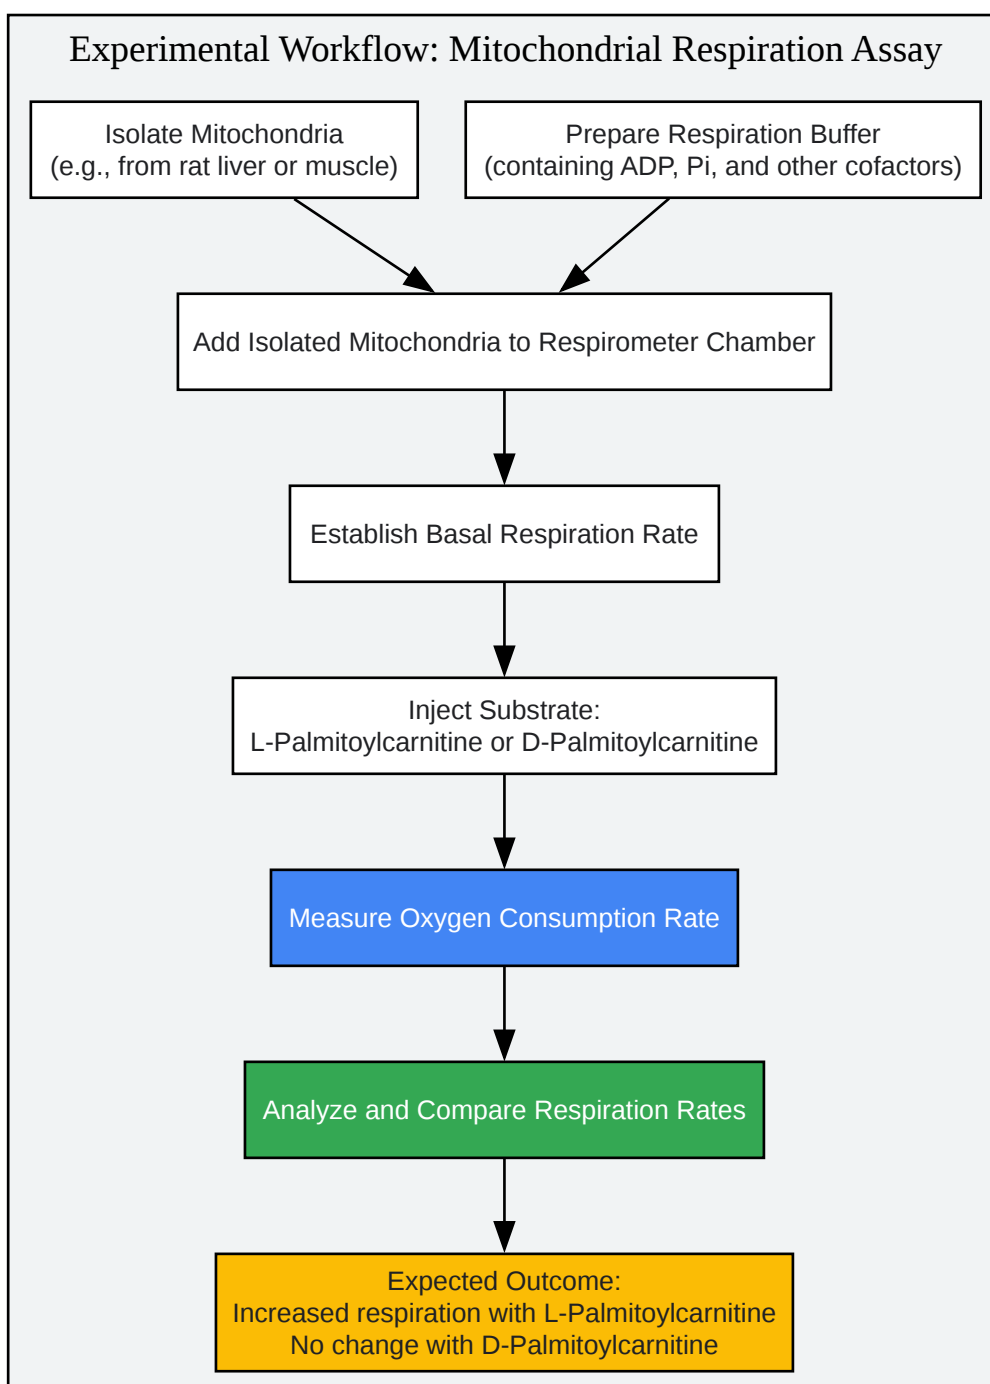 Experimental Workflow: Mitochondrial Respiration Assay
Isolate Mitochondria
(e.g., from rat liver or muscle)
Prepare Respiration Buffer
(containing ADP, Pi, and other cofactors)
Add Isolated Mitochondria to Respirometer Chamber
Establish Basal Respiration Rate
Inject Substrate:
L-Palmitoylcarnitine or D-Palmitoylcarnitine
Measure Oxygen Consumption Rate
Analyze and Compare Respiration Rates
Expected Outcome:
Increased respiration with L-Palmitoylcarnitine
No change with D-Palmitoylcarnitine